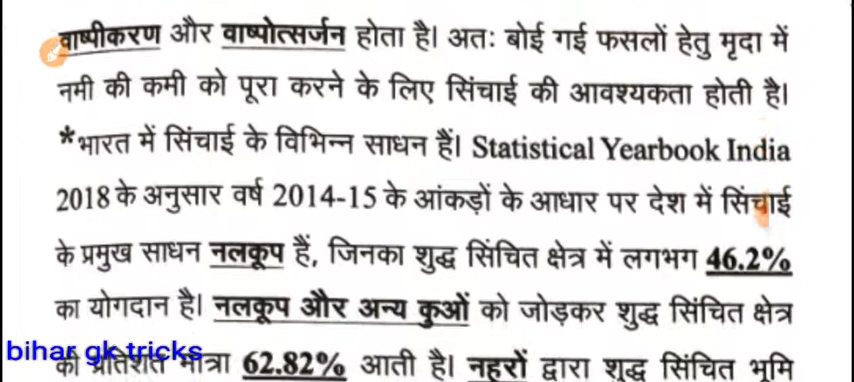 वाष्पीकरण और वाष्पोत्सर्जन होता है। अतः बोई गई फसलों हेतु मृदा में
नमी की कमी को पूरा करने के लिए सिंचाई की आवश्यकता होती है।
*भारत में सिंचाई के विभिन्न साधन हैं। Statistical Yearbook India
2018 के अनुसार वर्ष 2014-15 के आंकड़ों के आधार पर देश में सिंचाई
के प्रमुख साधन नलकूप हैं, जिनका शुद्ध सिंचित क्षेत्र में लगभग 46.2%
का योगदान है। नलकूप और अन्य कुओं को जोड़कर शुद्ध सिंचित क्षेत्र
bihar gk tricks
की प्रतिशत मात्रा 62.82% आती है। नहरों द्वारा शुद्ध सिंचित भूमि